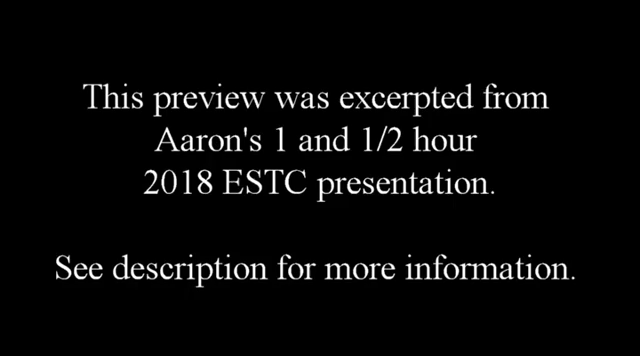 This preview was excerpted from
Aaron's 1 and 1/2 hour
2018 ESTC presentation.
See description for more information.